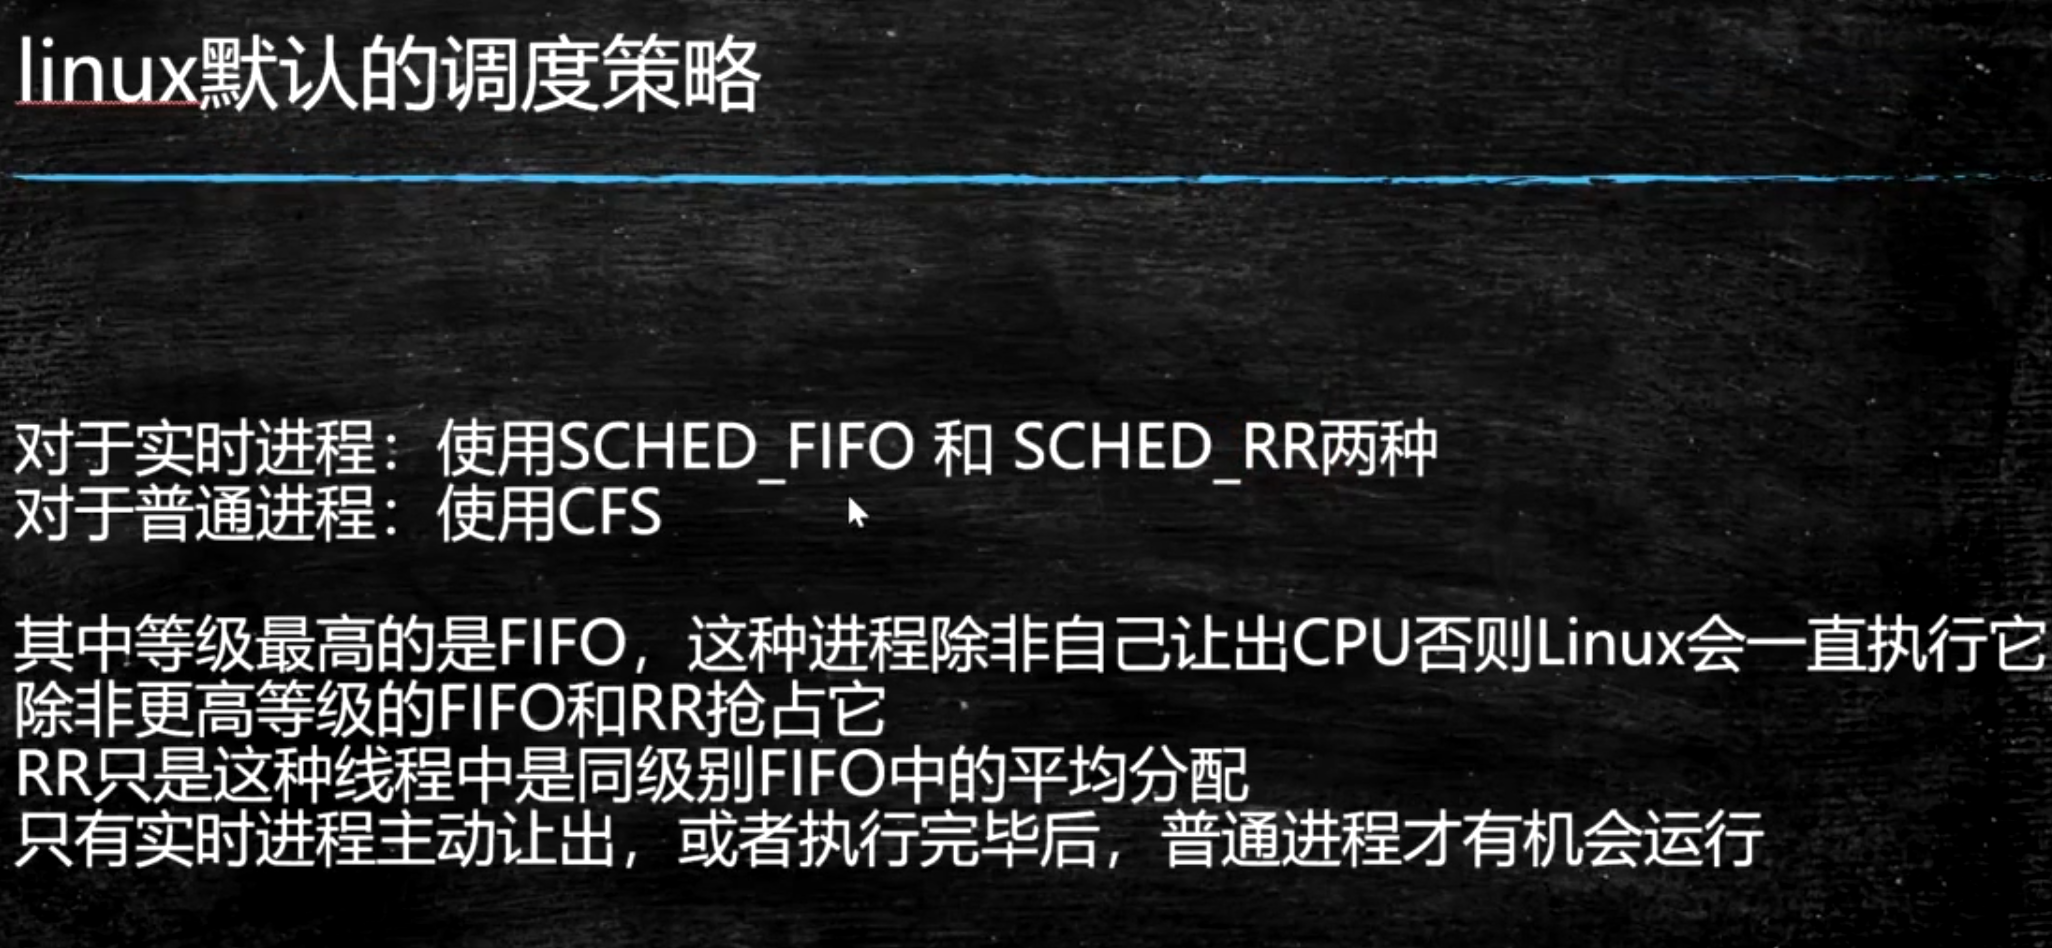 linux默认的调度策略
对于实时进程：使用SCHED_FIFO 和 SCHED_RR两种
对于普通进程：使用CFS
其中等级最高的是FIFO，这种进程除非自己让出CPU否则Linux会一直执行它
除非更高等级的FIFO和RR抢占它
RR只是这种线程中是同级别FIFO中的平均分配
只有实时进程主动让出，或者执行完毕后，普通进程才有机会运行